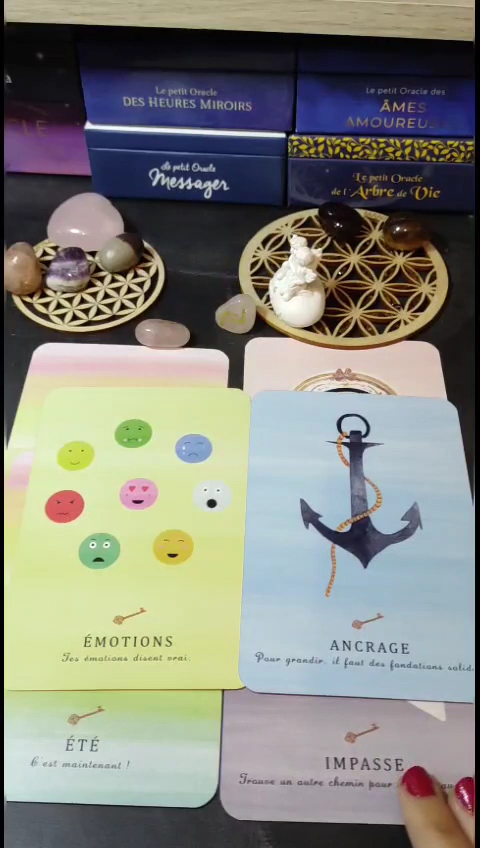 Le petit Oracle
DES HEURES MIROIRS
Le petit Oracle des
ÂMES
AMOUREUSES
Le petit Oracle
Messager
Le petit Oracle
de l'Arbre de Vie
ÉMOTIONS
Tes émotions disent vrai.
ANCRAGE
Pour grandir, il faut des fondations solid
ÉTÉ
C'est maintenant !
IMPASSE
Trouve un autre chemin pour